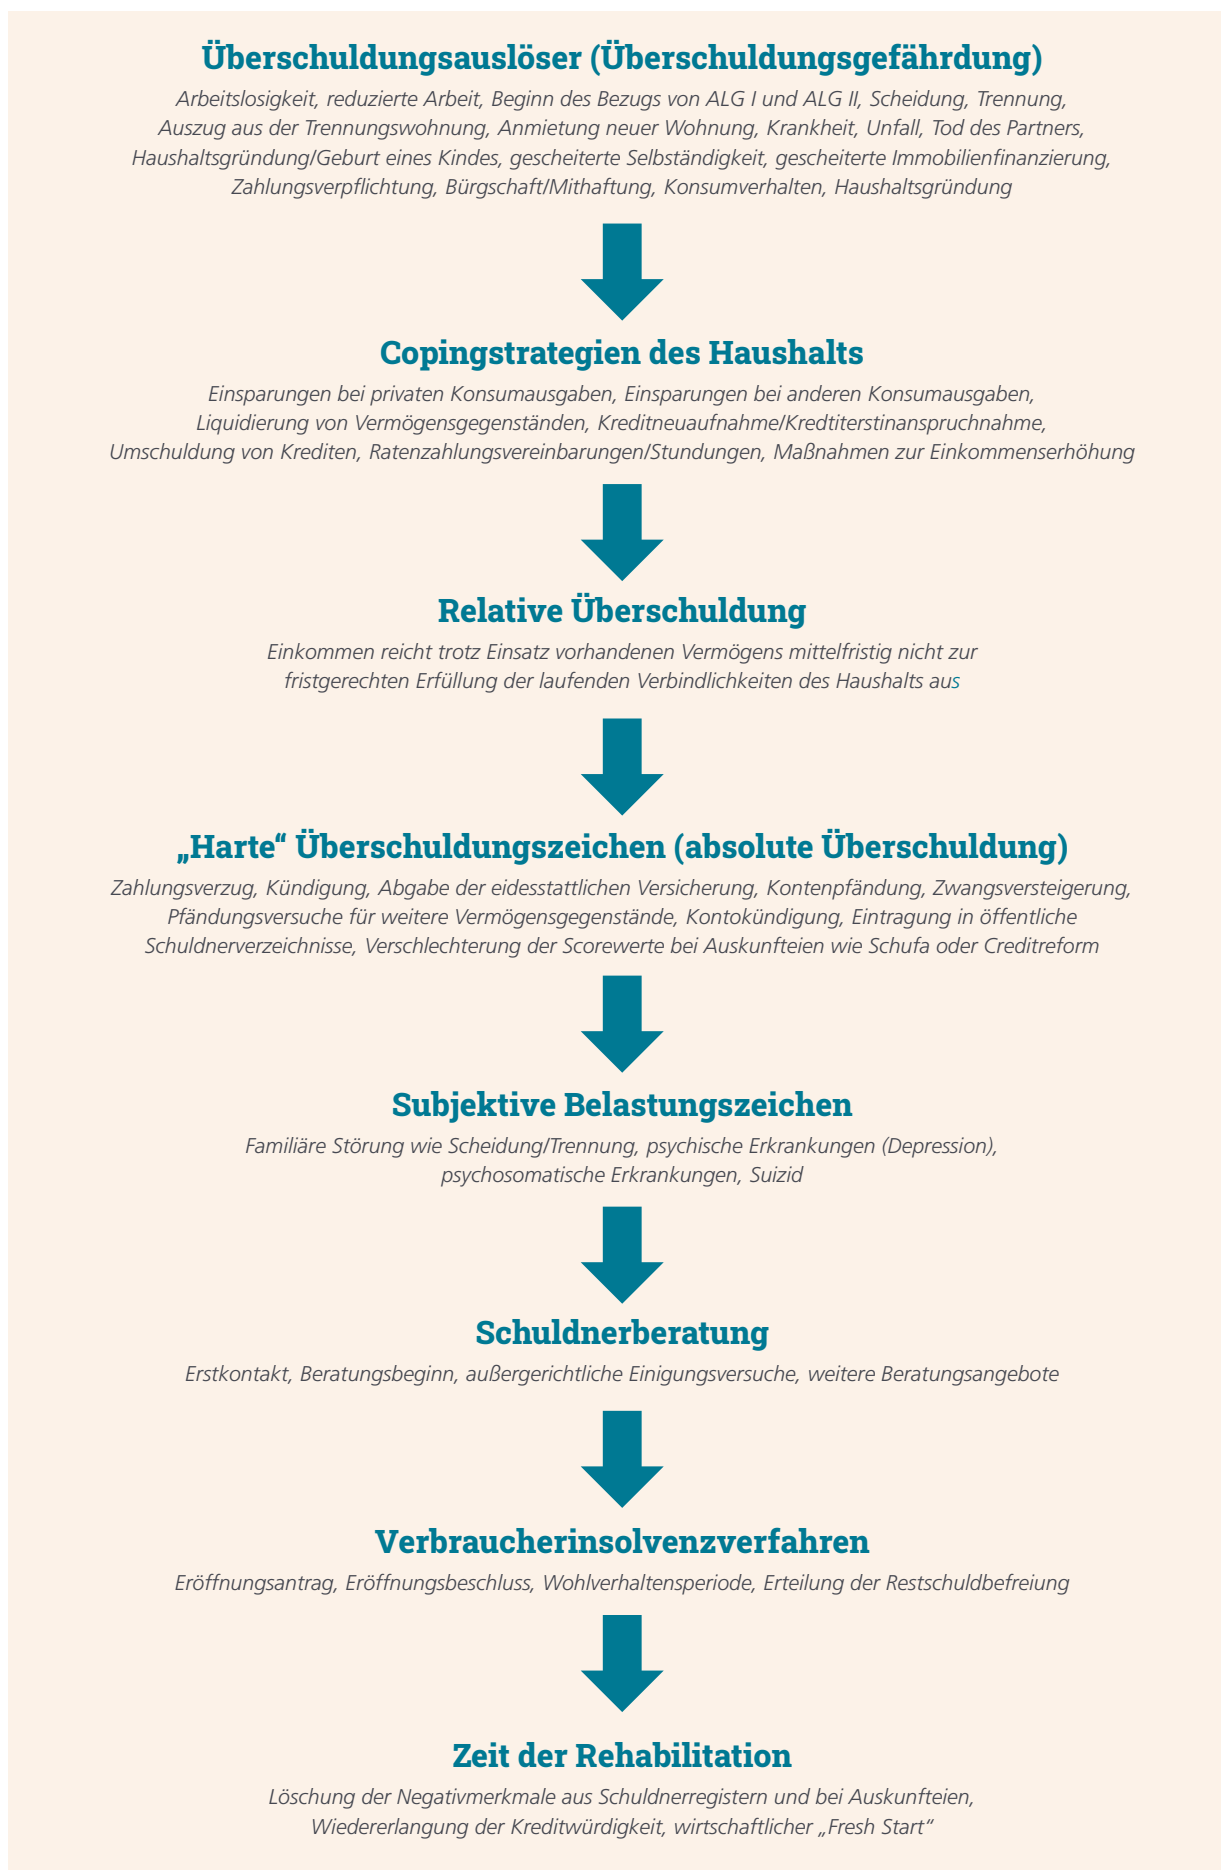 Überschuldungsauslöser (Überschuldungsgefährdung)
Arbeitslosigkeit, reduzierte Arbeit, Beginn des Bezugs von ALG I und ALG II, Scheidung, Trennung,
Auszug aus der Trennungswohnung, Anmietung neuer Wohnung, Krankheit, Unfall, Tod des Partners,
Haushaltsgründung/Geburt eines Kindes, gescheiterte Selbständigkeit, gescheiterte Immobilienfinanzierung,
Zahlungsverpflichtung, Bürgschaft/Mithaftung, Konsumverhalten, Haushaltsgründung
Copingstrategien des Haushalts
Einsparungen bei privaten Konsumausgaben, Einsparungen bei anderen Konsumausgaben,
Liquidierung von Vermögensgegenständen, Kreditneuaufnahme/Kredtiterstinanspruchnahme,
Umschuldung von Krediten, Ratenzahlungsvereinbarungen/Stundungen, Maßnahmen zur Einkommenserhöhung
Relative Überschuldung
Einkommen reicht trotz Einsatz vorhandenen Vermögens mittelfristig nicht zur
fristgerechten Erfüllung der laufenden Verbindlichkeiten des Haushalts aus
„Harte“ Überschuldungszeichen (absolute Überschuldung)
Zahlungsverzug, Kündigung, Abgabe der eidesstattlichen Versicherung, Kontenpfändung, Zwangsversteigerung,
Pfändungsversuche für weitere Vermögensgegenstände, Kontokündigung, Eintragung in öffentliche
Schuldnerverzeichnisse, Verschlechterung der Scorewerte bei Auskunfteien wie Schufa oder Creditreform
Subjektive Belastungszeichen
Familiäre Störung wie Scheidung/Trennung, psychische Erkrankungen (Depression),
psychosomatische Erkrankungen, Suizid
Schuldnerberatung
Erstkontakt, Beratungsbeginn, außergerichtliche Einigungsversuche, weitere Beratungsangebote
Verbraucherinsolvenzverfahren
Eröffnungsantrag, Eröffnungsbeschluss, Wohlverhaltensperiode, Erteilung der Restschuldbefreiung
Zeit der Rehabilitation
Löschung der Negativmerkmale aus Schuldnerregistern und bei Auskunfteien,
Wiedererlangung der Kreditwürdigkeit, wirtschaftlicher „Fresh Start“